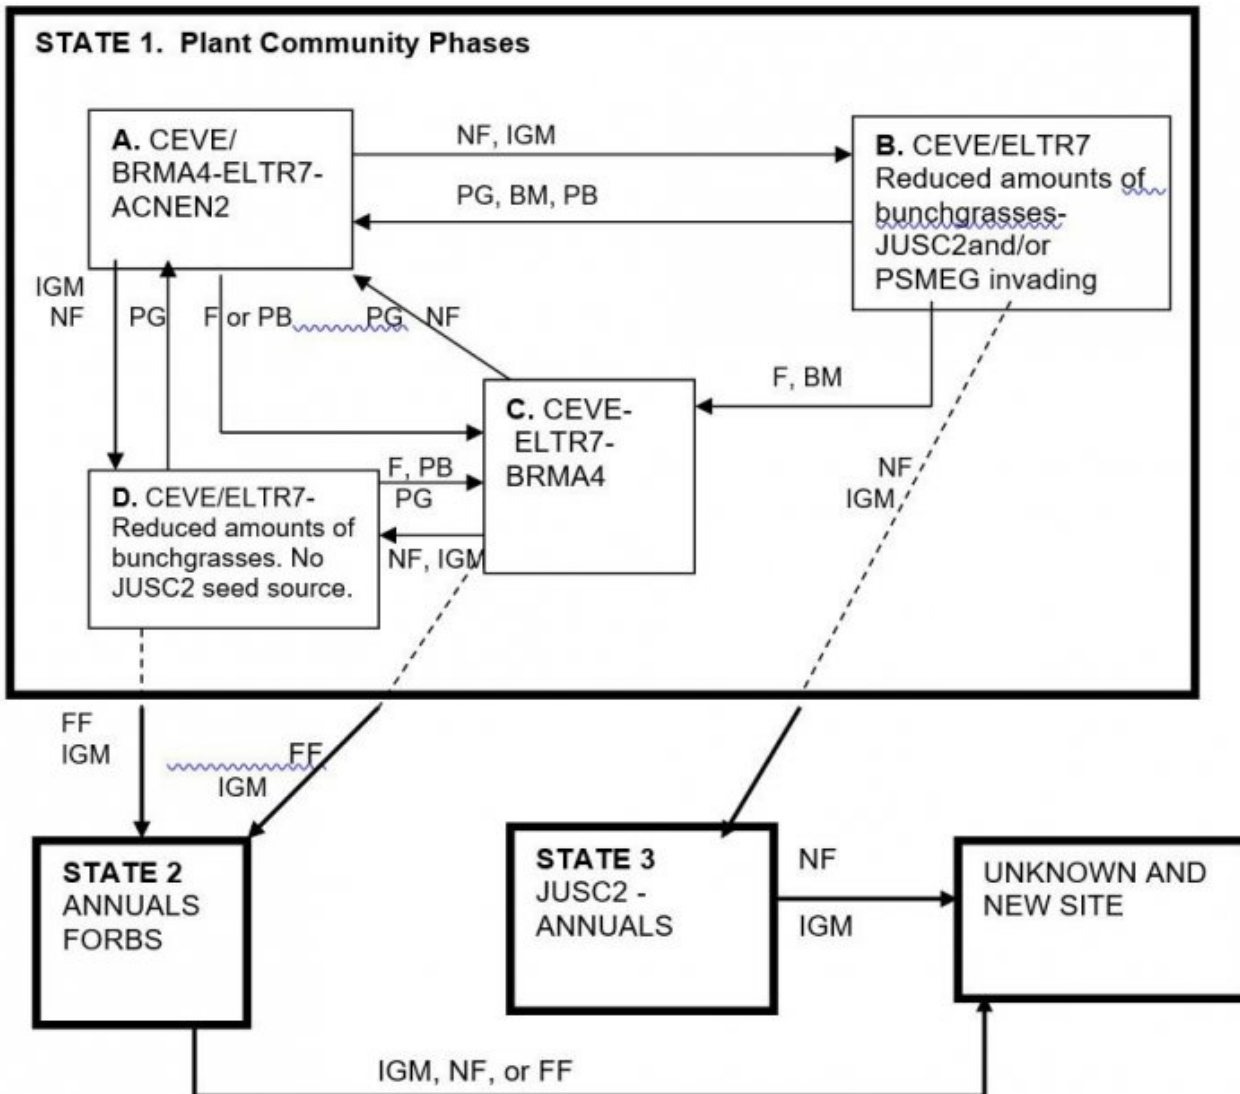 STATE 1.  Plant Community Phases
A. CEVE/
BRMA4-ELTR7-
ACNEN2
NF, IGM
PG, BM, PB
B. CEVE/ELTR7
Reduced amounts of
bunchgrasses-
JUSC2and/or
PSMEG invading
IGM
NF
PG
F or PB
PG
NF
F, BM
C. CEVE-
ELTR7-
BRMA4
D. CEVE/ELTR7-
Reduced amounts of
bunchgrasses. No
JUSC2 seed source.
F, PB
PG
NF, IGM
NF
IGM
FF
IGM
FF
IGM
STATE 2
ANNUALS
FORBS
STATE 3
JUSC2 -
ANNUALS
NF
IGM
UNKNOWN AND
NEW SITE
IGM, NF, or FF